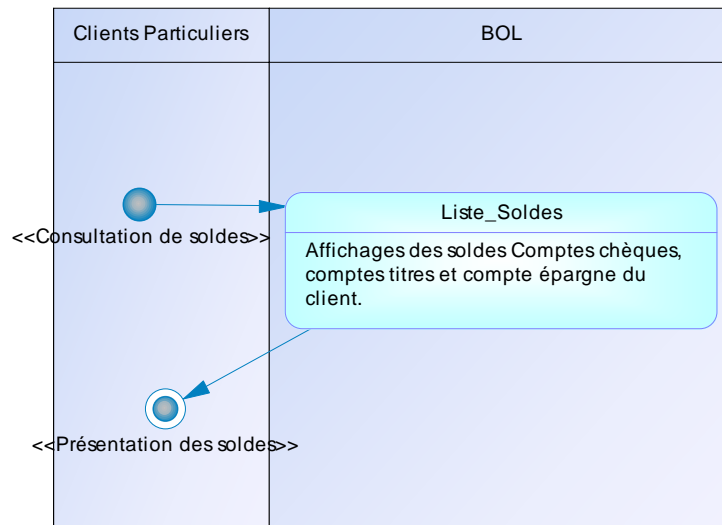 Clients Particuliers
BOL
<<Consultation de soldes>>
Liste_Soldes
Affichages des soldes Comptes chèques,
comptes titres et compte épargne du
client.
<<Présentation des soldes>>